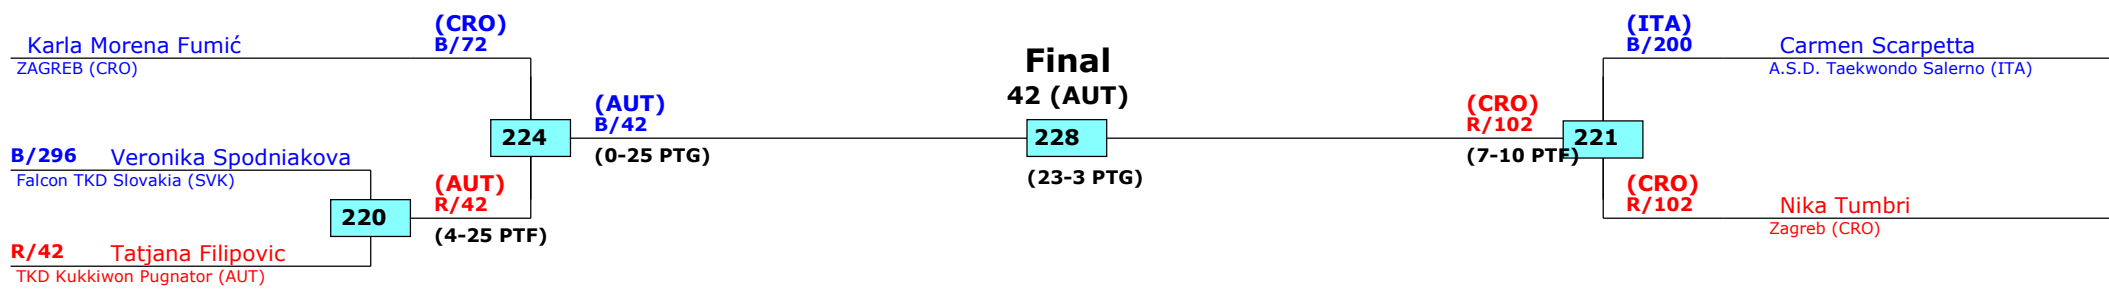 (CRO)
B/72
Karla Morena Fumić
ZAGREB (CRO)
B/296 Veronika Spodniakova
Falcon TKD Slovakia (SVK)
R/42 Tatjana Filipovic
TKD Kukkiwon Pugnator (AUT)
220
(AUT)
R/42
(4-25 PTF)
224
(AUT)
B/42
(0-25 PTG)
Final
42 (AUT)
228
(23-3 PTG)
(CRO)
R/102
(7-10 PTF)
221
(ITA)
B/200
Carmen Scarpetta
A.S.D. Taekwondo Salerno (ITA)
(CRO)
R/102
Nika Tumbri
Zagreb (CRO)